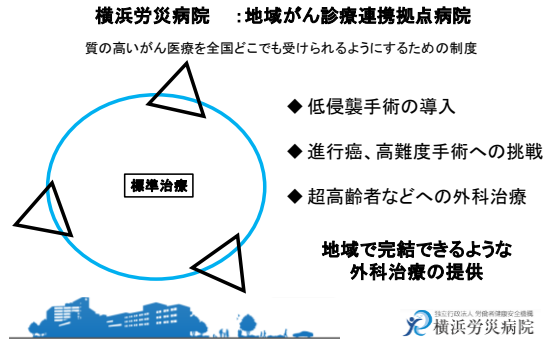 横浜労災病院　：地域がん診療連携拠点病院
質の高いがん医療を全国どこでも受けられるようにするための制度
◆ 低侵襲手術の導入
◆ 進行癌、高難度手術への挑戦
標準治療
◆ 超高齢者などへの外科治療
地域で完結できるような
外科治療の提供
独立行政法人 労働者健康安全機構
横浜労災病院